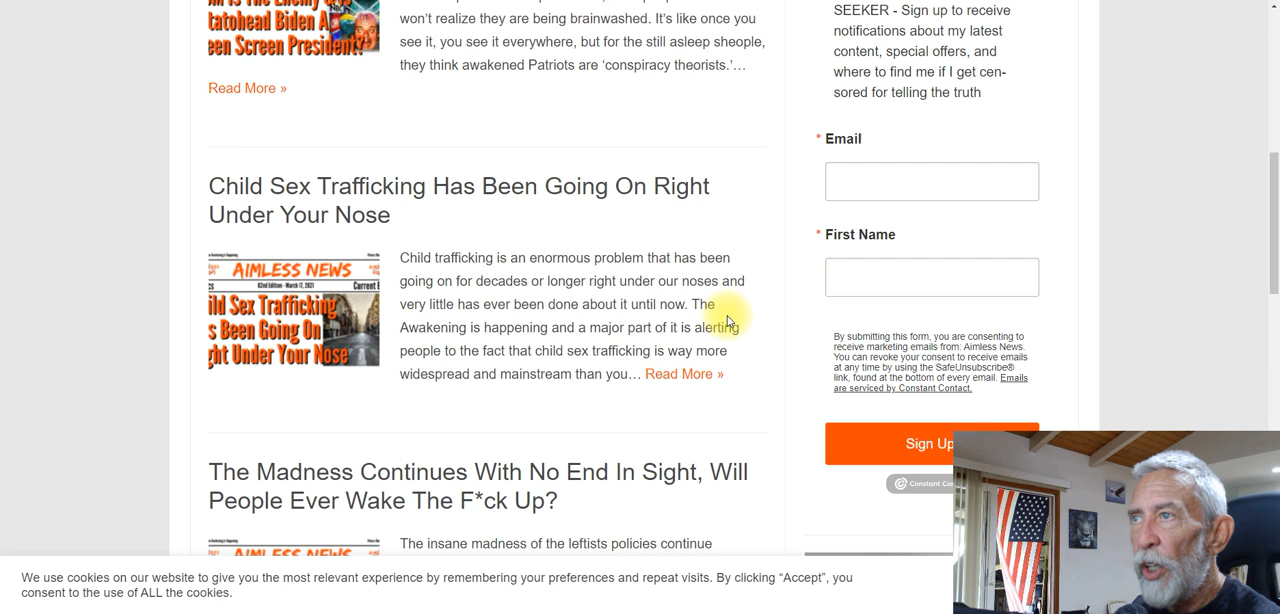 won't realize they are being brainwashed. It's like once you
see it, you see it everywhere, but for the still asleep sheople,
they think awakened Patriots are 'conspiracy theorists.'…
Read More »
Child Sex Trafficking Has Been Going On Right
Under Your Nose
AIMLESS NEWS
82nd Edition - March 17, 2021
Current E
ild Sex Trafficking
s Been Going On
ght Under Your Nose
Child trafficking is an enormous problem that has been
going on for decades or longer right under our noses and
very little has ever been done about it until now. The
Awakening is happening and a major part of it is alerting
people to the fact that child sex trafficking is way more
widespread and mainstream than you… Read More »
The Madness Continues With No End In Sight, Will
People Ever Wake The F*ck Up?
AIMLESS NEWS
The insane madness of the leftists policies continue
SEEKER - Sign up to receive
notifications about my latest
content, special offers, and
where to find me if I get cen-
sored for telling the truth
* Email
* First Name
By submitting this form, you are consenting to
receive marketing emails from: Aimless News.
You can revoke your consent to receive emails
at any time by using the SafeUnsubscribe®
link, found at the bottom of every email. Emails
are serviced by Constant Contact.
Sign Up
Constant Co
We use cookies on our website to give you the most relevant experience by remembering your preferences and repeat visits. By clicking "Accept", you
consent to the use of ALL the cookies.